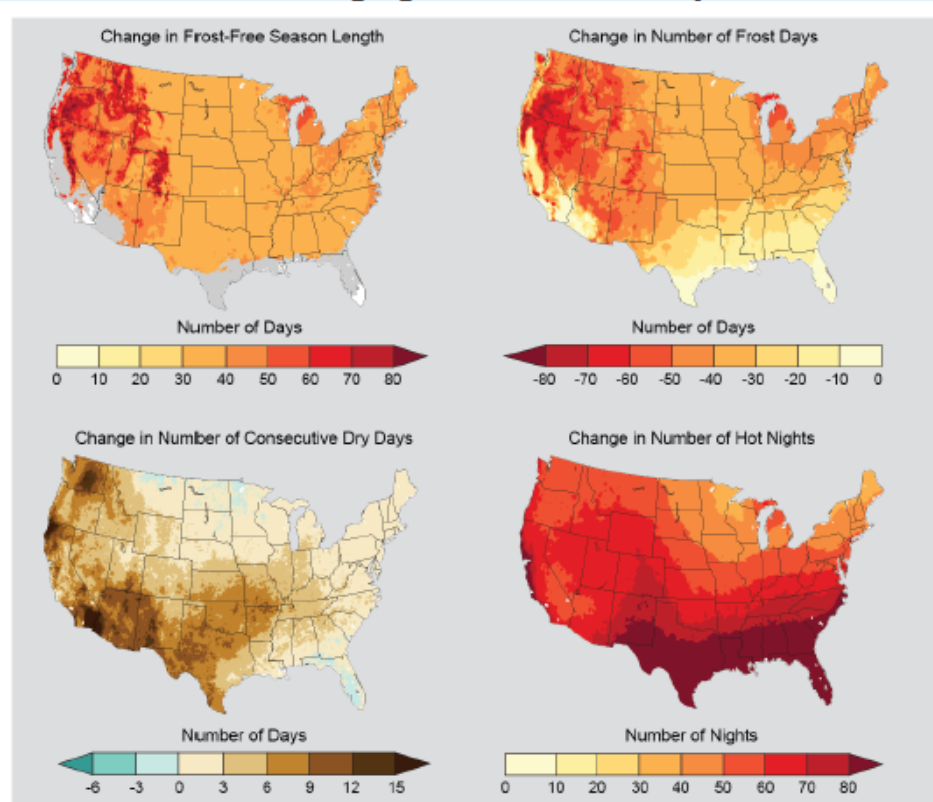 Change in Frost-Free Season Length
Change in Number of Frost Days
Number of Days
0 10 20 30 40 50 60 70 80
Number of Days
-80 -70 -60 -50 -40 -30 -20 -10 0
Change in Number of Consecutive Dry Days
Change in Number of Hot Nights
Number of Days
-6 -3 0 3 6 9 12 15
Number of Nights
0 10 20 30 40 50 60 70 80